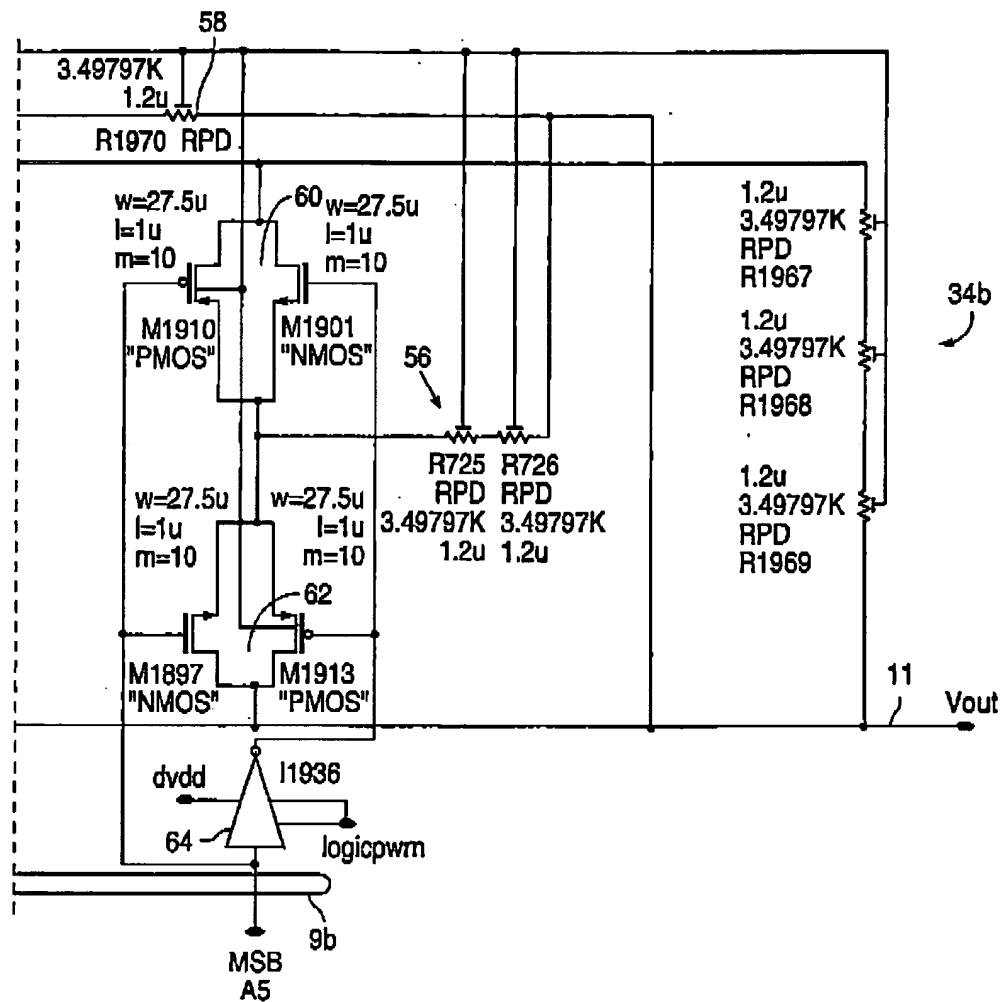 58
3.49797K
1.2u
R1970 RPD
w=27.5u
l=1u
m=10
60
w=27.5u
l=1u
m=10
M1910
"PMOS"
M1901
"NMOS"
1.2u
3.49797K
RPD
R1967
34b
1.2u
3.49797K
RPD
R1968
56
R725
RPD
3.49797K
1.2u
R726
RPD
3.49797K
1.2u
1.2u
3.49797K
RPD
R1969
w=27.5u
l=1u
m=10
w=27.5u
l=1u
m=10
62
M1897
"NMOS"
M1913
"PMOS"
11
Vout
dvdd
I1936
64
logicpwrn
9b
MSB
A5